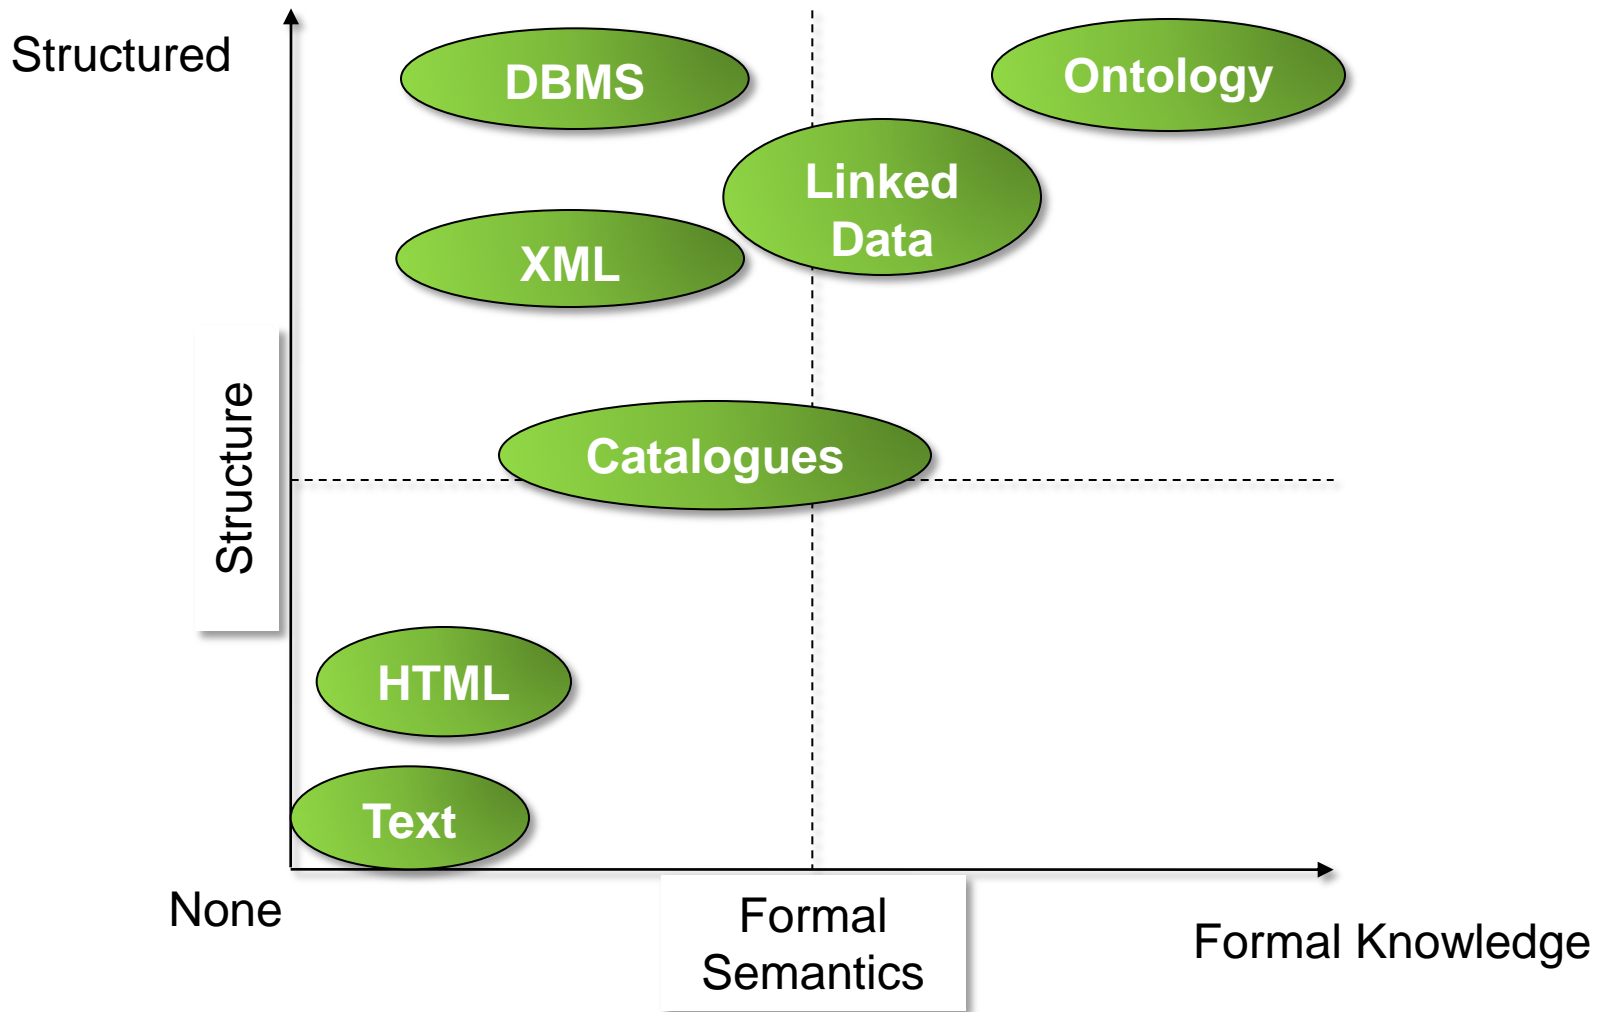 Structured
DBMS
Ontology
Linked
Data
XML
Structure
Catalogues
HTML
Text
None
Formal
Semantics
Formal Knowledge